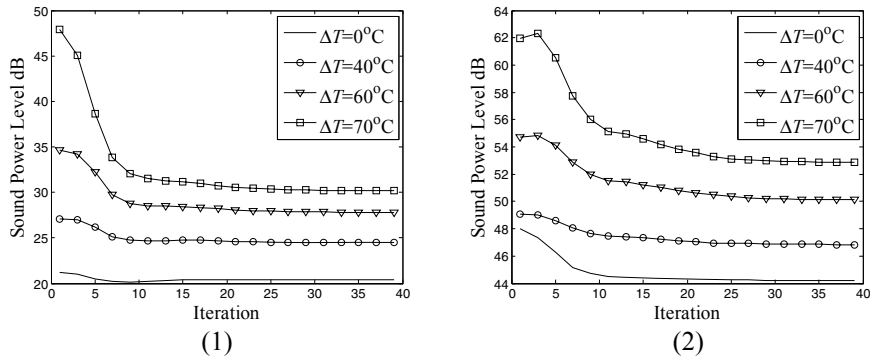 50
45
40
35
30
25
20
Sound Power Level dB
ΔT=0°C
ΔT=40°C
ΔT=60°C
ΔT=70°C
0 5 10 15 20 25 30 35 40
Iteration
(1)
64
62
60
58
56
54
52
50
48
46
44
Sound Power Level dB
ΔT=0°C
ΔT=40°C
ΔT=60°C
ΔT=70°C
0 5 10 15 20 25 30 35 40
Iteration
(2)